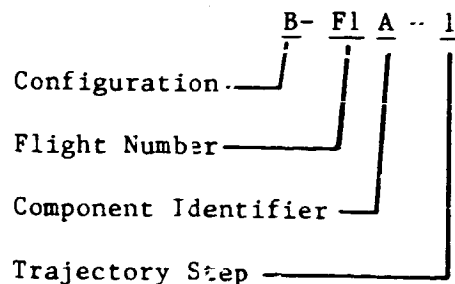 B- F1 A -- 1
Configuration
Flight Number
Component Identifier
Trajectory Step